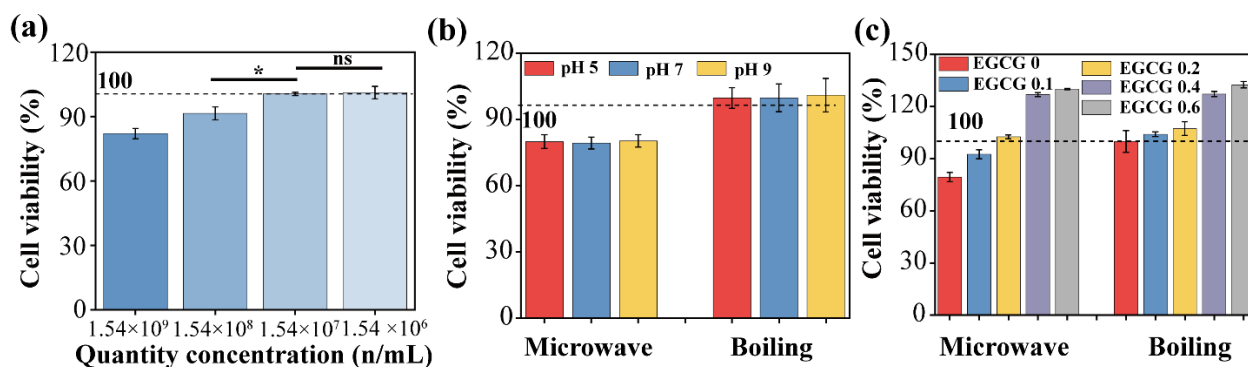 (a)
120
90
60
30
0
100
*
ns
Cell viability (%)
1.54×10⁹ 1.54×10⁸ 1.54×10⁷ 1.54 ×10⁶
Quantity concentration (n/mL)
(b)
120
90
60
30
0
pH 5 pH 7 pH 9
100
Cell viability (%)
Microwave Boiling
(c)
150
120
90
60
30
0
EGCG 0 EGCG 0.2
EGCG 0.1 EGCG 0.4
EGCG 0.6
100
Cell viability (%)
Microwave Boiling